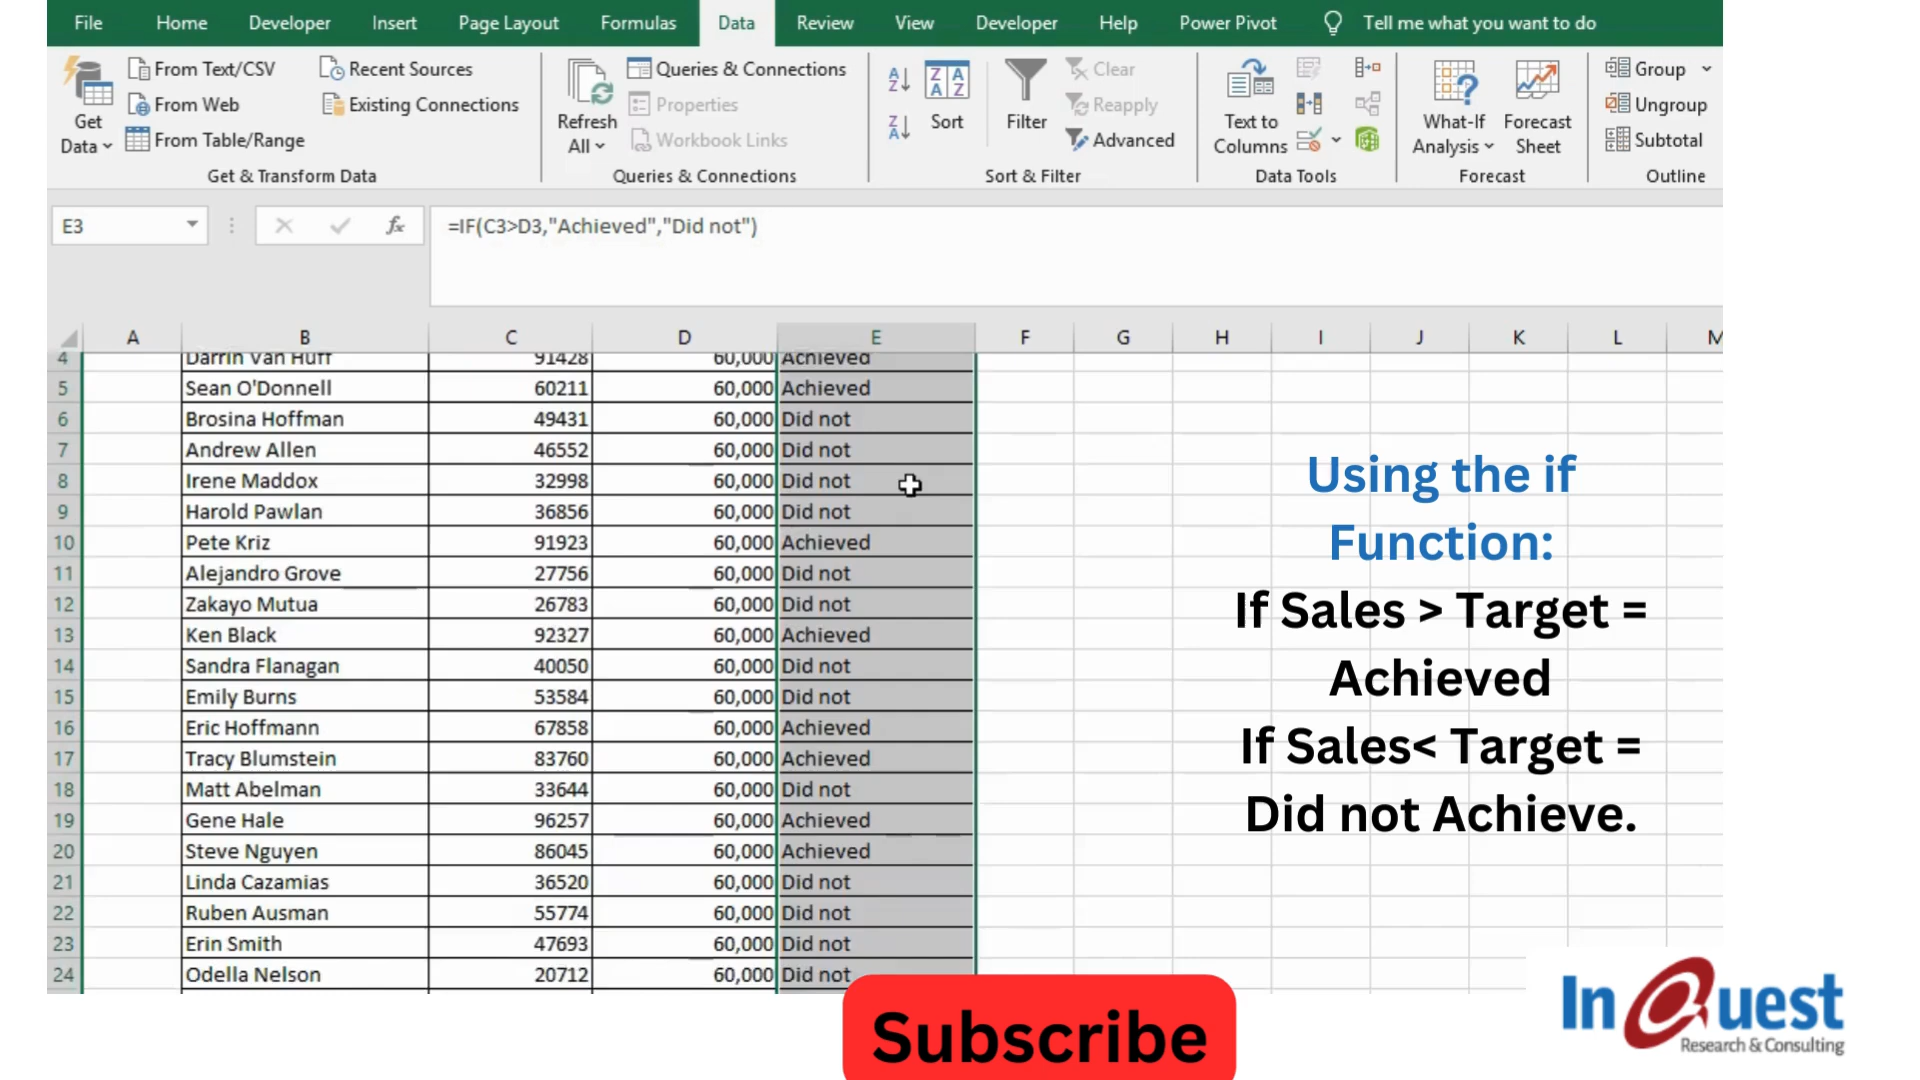 File Home Developer Insert Page Layout Formulas Data Review View Developer Help Power Pivot Tell me what you want to do
Get Data
From Text/CSV
From Web
From Table/Range
Recent Sources
Existing Connections
Get & Transform Data
Refresh All
Queries & Connections
Properties
Workbook Links
Queries & Connections
Sort
Filter
Clear
Reapply
Advanced
Sort & Filter
Text to Columns
Data Tools
What-If Analysis
Forecast Sheet
Forecast
Group
Ungroup
Subtotal
Outline
E3 fx =IF(C3>D3,"Achieved","Did not")
A B C D E F G H I J K L M
4 Darrin Van Huff 91428 60,000 Achieved
5 Sean O'Donnell 60211 60,000 Achieved
6 Brosina Hoffman 49431 60,000 Did not
7 Andrew Allen 46552 60,000 Did not
8 Irene Maddox 32998 60,000 Did not
9 Harold Pawlan 36856 60,000 Did not
10 Pete Kriz 91923 60,000 Achieved
11 Alejandro Grove 27756 60,000 Did not
12 Zakayo Mutua 26783 60,000 Did not
13 Ken Black 92327 60,000 Achieved
14 Sandra Flanagan 40050 60,000 Did not
15 Emily Burns 53584 60,000 Did not
16 Eric Hoffmann 67858 60,000 Achieved
17 Tracy Blumstein 83760 60,000 Achieved
18 Matt Abelman 33644 60,000 Did not
19 Gene Hale 96257 60,000 Achieved
20 Steve Nguyen 86045 60,000 Achieved
21 Linda Cazamias 36520 60,000 Did not
22 Ruben Ausman 55774 60,000 Did not
23 Erin Smith 47693 60,000 Did not
24 Odella Nelson 20712 60,000 Did not
Using the if
Function:
If Sales > Target =
Achieved
If Sales< Target =
Did not Achieve.
Subscribe
InQuest
Research & Consulting